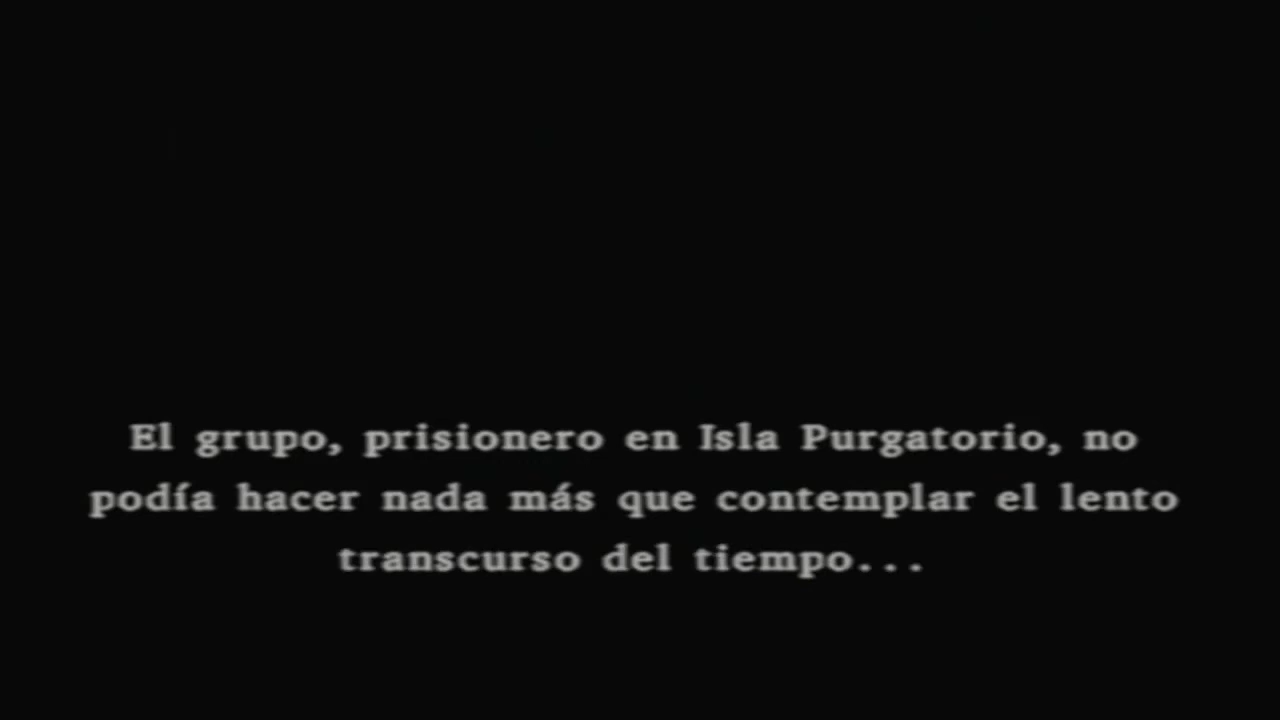 El grupo, prisionero en Isla Purgatorio, no
podía hacer nada más que contemplar el lento
transcurso del tiempo...